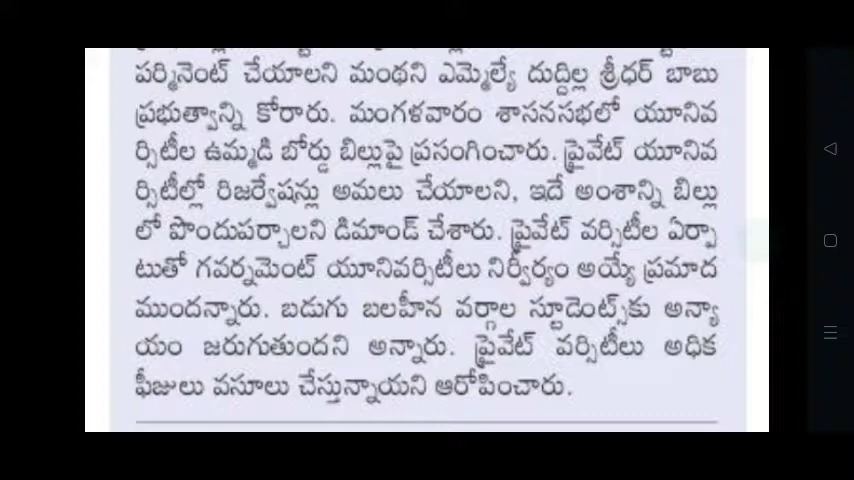 పర్మినెంట్ చేయాలని మంథని ఎమ్మెల్యే దుద్దిల్ల శ్రీధర్ బాబు
ప్రభుత్వాన్ని కోరారు. మంగళవారం శాసనసభలో యూనివ
ర్సిటీల ఉమ్మడి బోర్డు బిల్లుపై ప్రసంగించారు. ప్రైవేట్ యూనివ
ర్సిటీల్లో రిజర్వేషన్లు అమలు చేయాలని, ఇదే అంశాన్ని బిల్లు
లో పొందుపర్చాలని డిమాండ్ చేశారు. ప్రైవేట్ వర్సిటీల ఏర్పా
టుతో గవర్నమెంట్ యూనివర్సిటీలు నిర్వీర్యం అయ్యే ప్రమాద
ముందన్నారు. బడుగు బలహీన వర్గాల స్టూడెంట్స్‌కు అన్యా
యం జరుగుతుందని అన్నారు. ప్రైవేట్ వర్సిటీలు అధిక
ఫీజులు వసూలు చేస్తున్నాయని ఆరోపించారు.